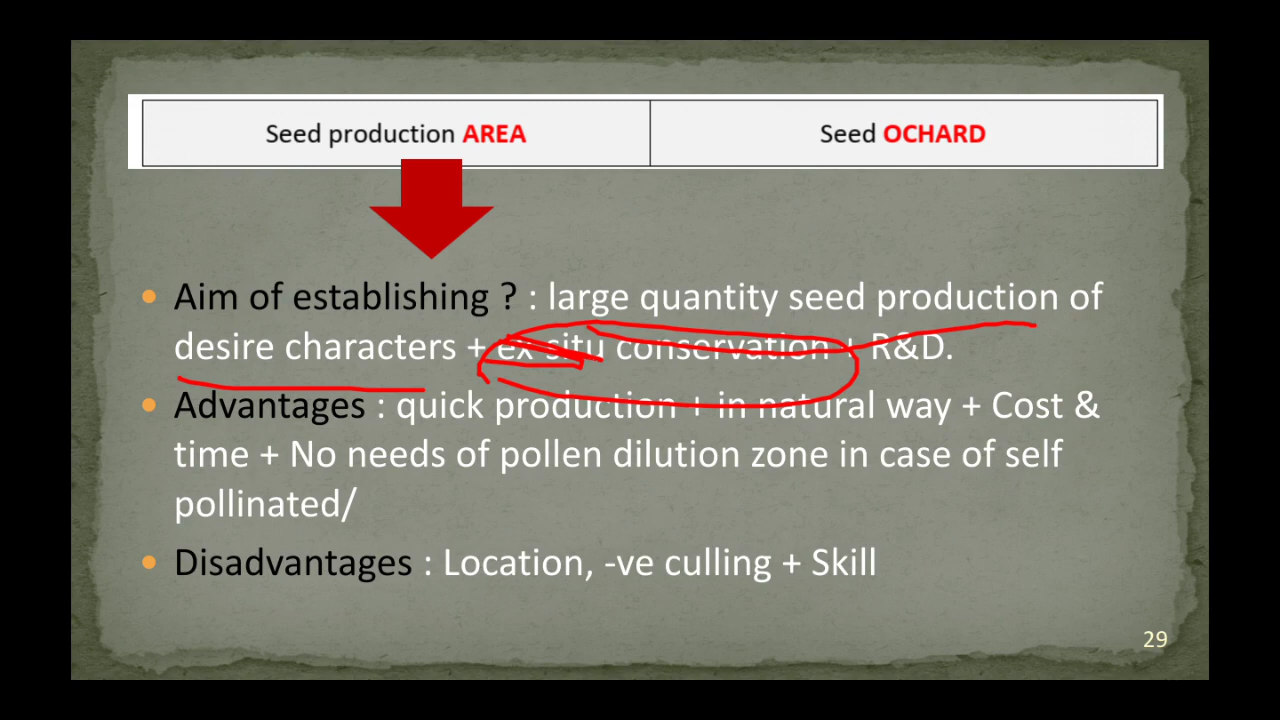 Seed production AREA
Seed OCHARD
Aim of establishing ? : large quantity seed production of
desire characters + ex situ conservation + R&D.
Advantages : quick production + in natural way + Cost &
time + No needs of pollen dilution zone in case of self
pollinated/
Disadvantages : Location, -ve culling + Skill
29